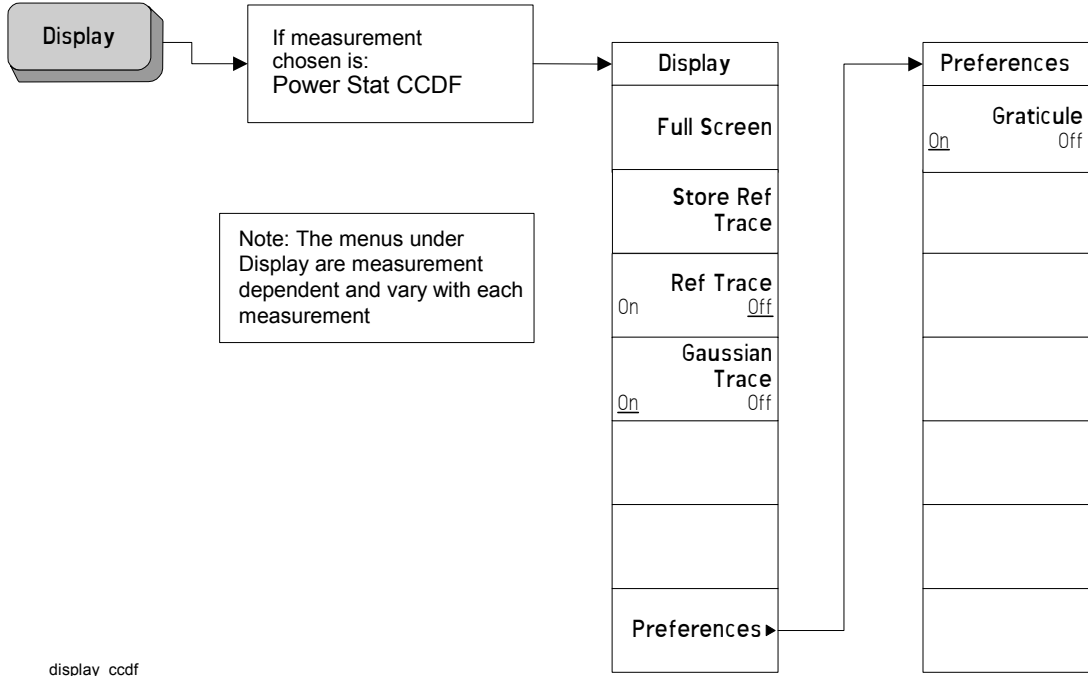 Display
If measurement
chosen is:
Power Stat CCDF
Note: The menus under
Display are measurement
dependent and vary with each
measurement
Display
Full Screen
Store Ref
Trace
Ref Trace
On Off
Gaussian
Trace
On Off
Preferences
Preferences
Graticule
On Off
display_ccdf